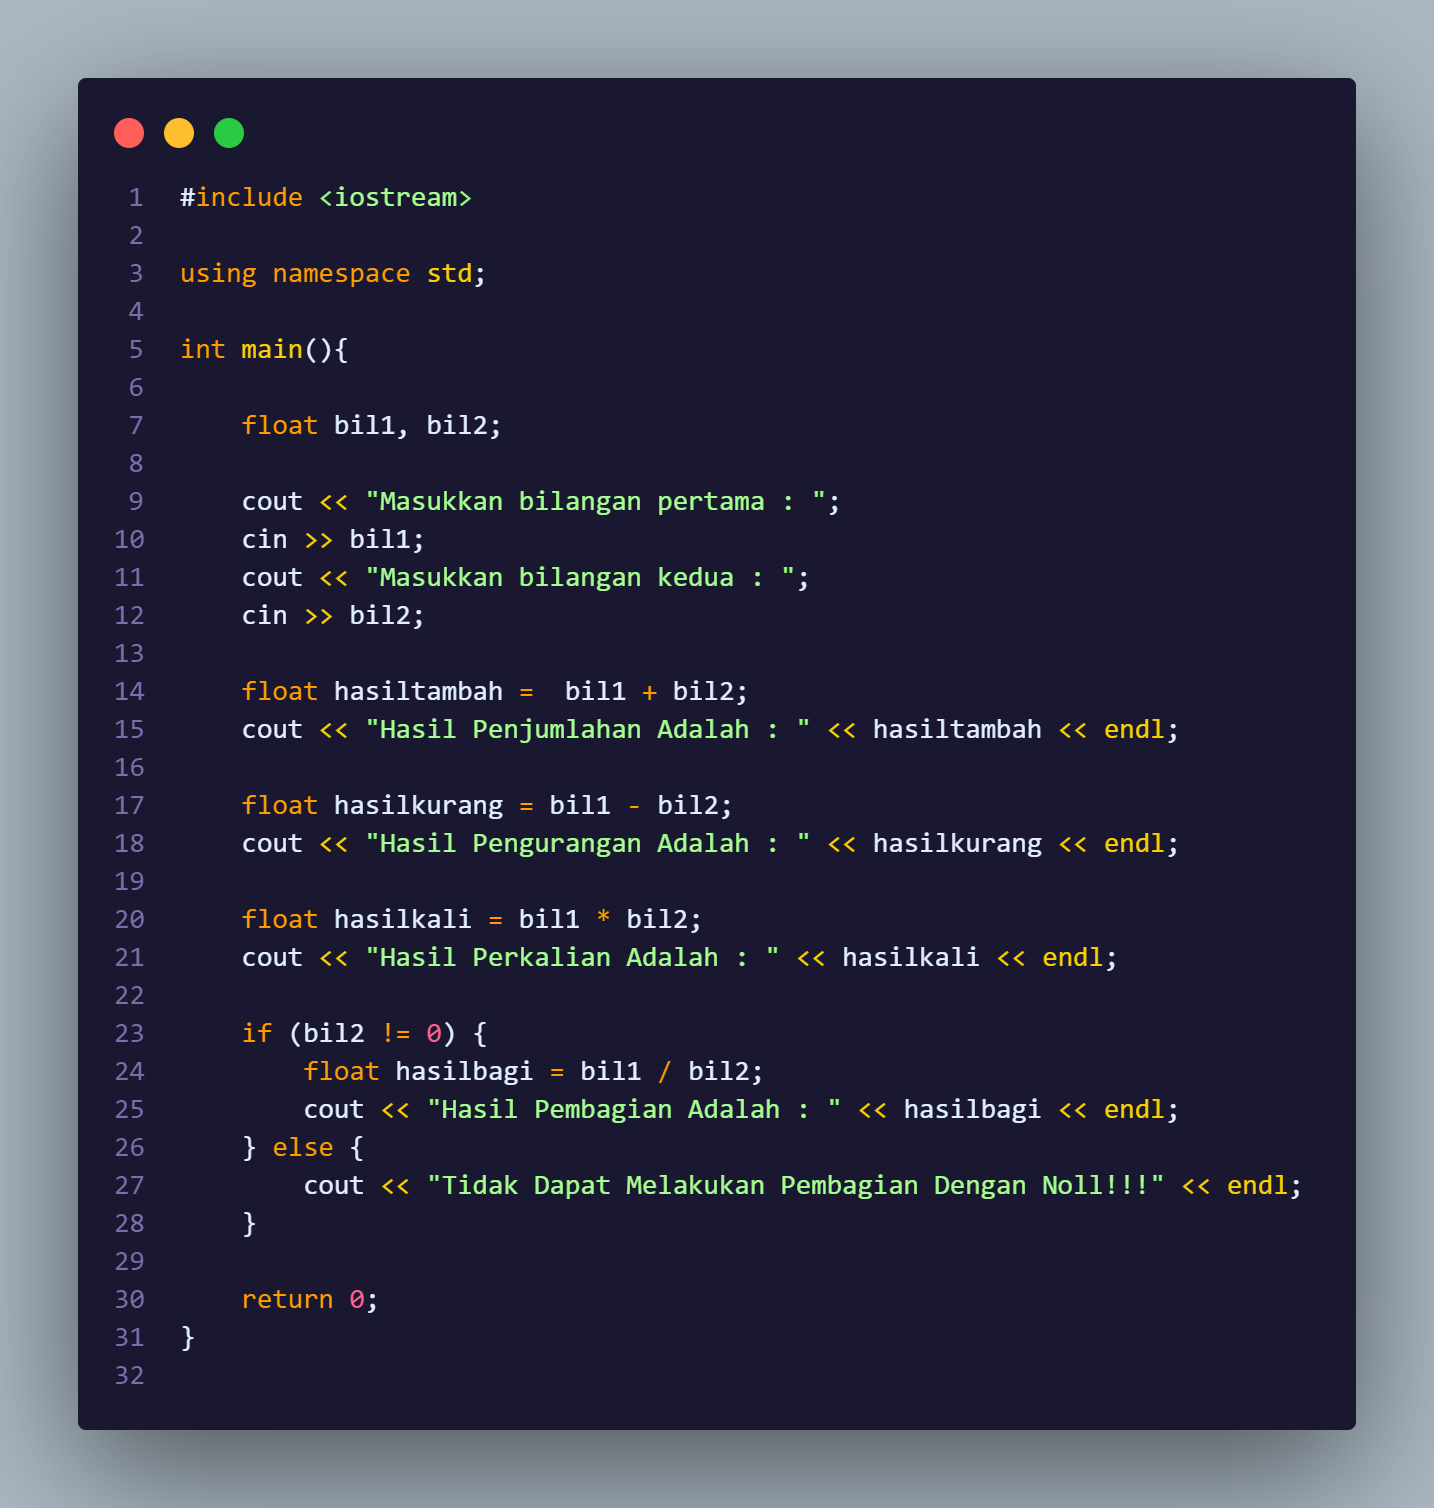 1 #include <iostream>
2
3 using namespace std;
4
5 int main(){
6
7     float bil1, bil2;
8
9     cout << "Masukkan bilangan pertama : ";
10     cin >> bil1;
11     cout << "Masukkan bilangan kedua : ";
12     cin >> bil2;
13
14     float hasiltambah =  bil1 + bil2;
15     cout << "Hasil Penjumlahan Adalah : " << hasiltambah << endl;
16
17     float hasilkurang = bil1 - bil2;
18     cout << "Hasil Pengurangan Adalah : " << hasilkurang << endl;
19
20     float hasilkali = bil1 * bil2;
21     cout << "Hasil Perkalian Adalah : " << hasilkali << endl;
22
23     if (bil2 != 0) {
24         float hasilbagi = bil1 / bil2;
25         cout << "Hasil Pembagian Adalah : " << hasilbagi << endl;
26     } else {
27         cout << "Tidak Dapat Melakukan Pembagian Dengan Noll!!!" << endl;
28     }
29
30     return 0;
31 }
32